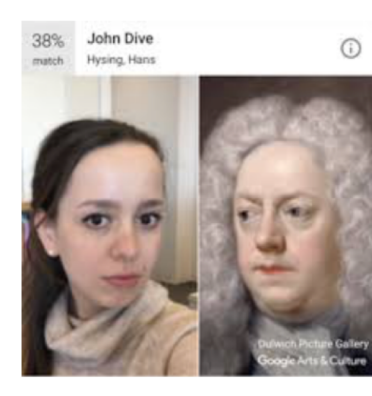 38%
match
John Dive
Hysing, Hans
Dulwich Picture Gallery
Google Arts & Culture